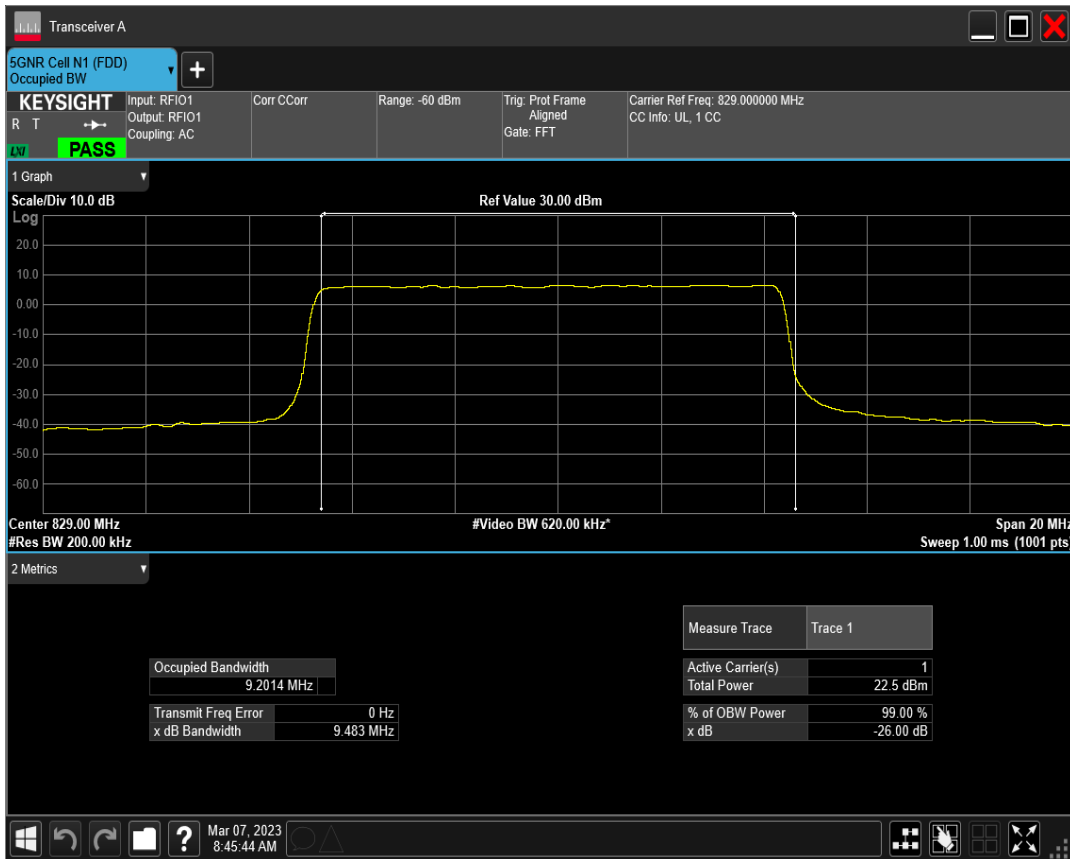 Transceiver A
5GNR Cell N1 (FDD)
Occupied BW
KEYSIGHT
R T
LXI
PASS
Input: RFIO1
Output: RFIO1
Coupling: AC
Corr CCorr
Range: -60 dBm
Trig: Prot Frame
Aligned
Gate: FFT
Carrier Ref Freq: 829.000000 MHz
CC Info: UL, 1 CC
1 Graph
Scale/Div 10.0 dB
Ref Value 30.00 dBm
Log
20.0
10.0
0.00
-10.0
-20.0
-30.0
-40.0
-50.0
-60.0
Center 829.00 MHz
#Video BW 620.00 kHz*
Span 20 MHz
#Res BW 200.00 kHz
Sweep 1.00 ms (1001 pts)
2 Metrics
Measure Trace Trace 1
Occupied Bandwidth
9.2014 MHz
Active Carrier(s) 1
Total Power 22.5 dBm
Transmit Freq Error 0 Hz
x dB Bandwidth 9.483 MHz
% of OBW Power 99.00 %
x dB -26.00 dB
?
Mar 07, 2023
8:45:44 AM